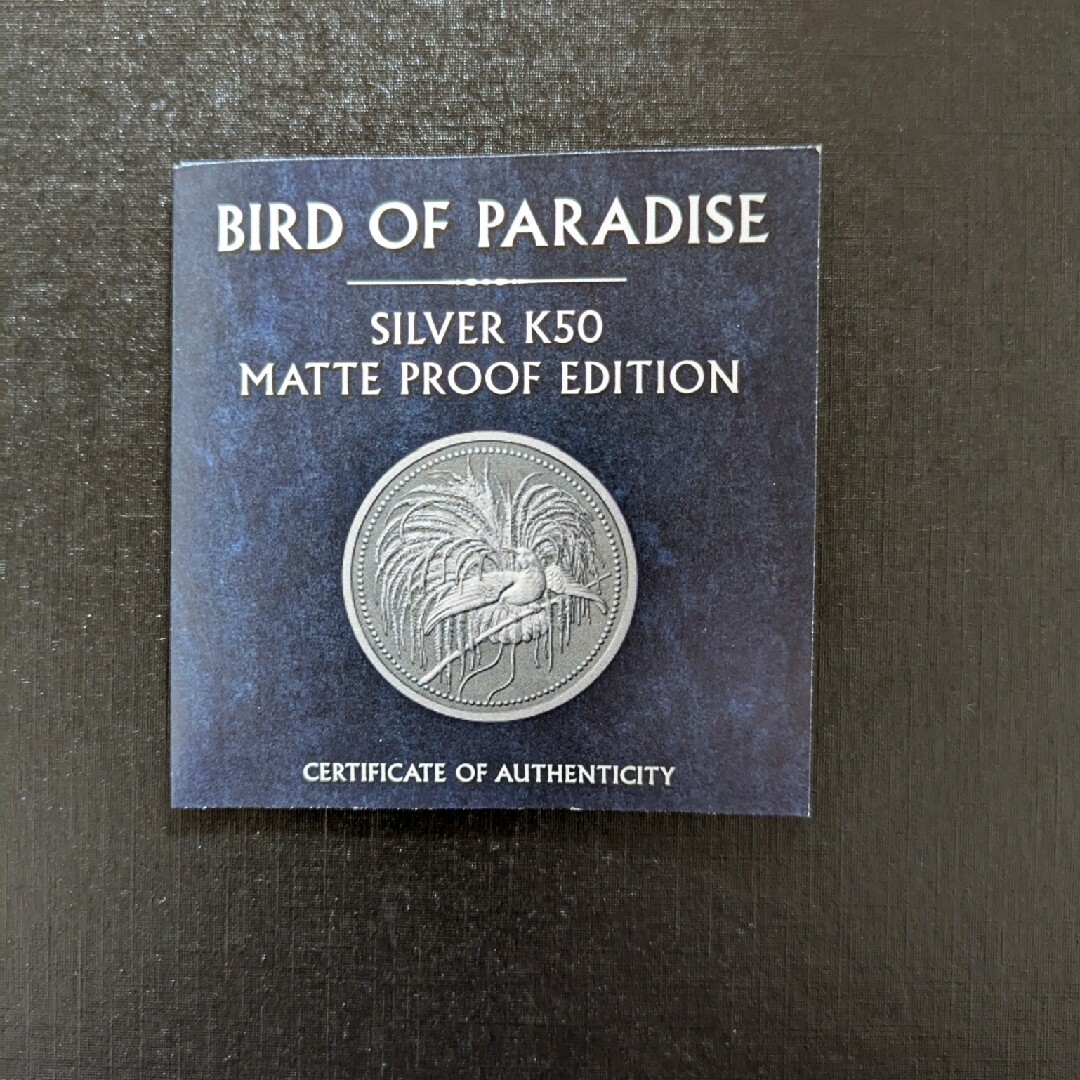 BIRD OF PARADISE
SILVER K50
MATTE PROOF EDITION
CERTIFICATE OF AUTHENTICITY